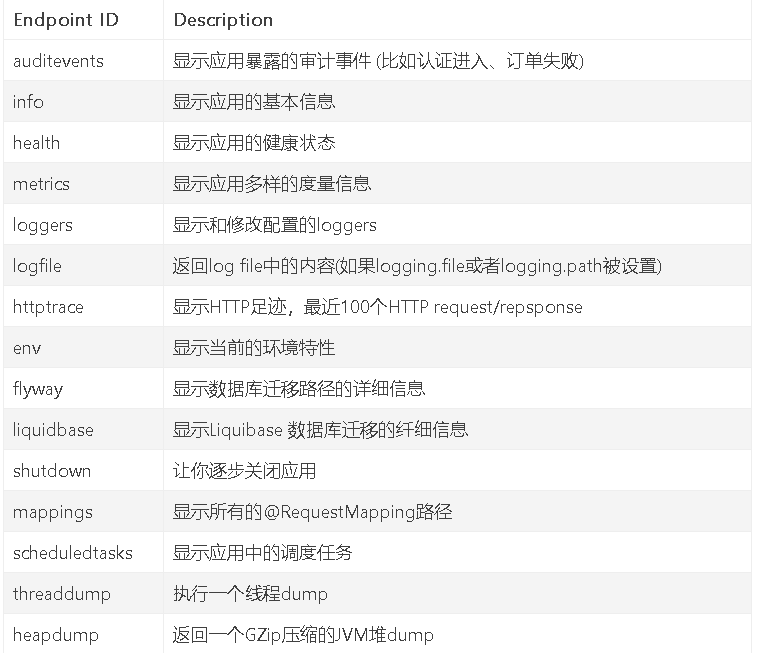 Endpoint ID Description
auditevents 显示应用暴露的审计事件 (比如认证进入、订单失败)
info 显示应用的基本信息
health 显示应用的健康状态
metrics 显示应用多样的度量信息
loggers 显示和修改配置的loggers
logfile 返回log file中的内容(如果logging.file或者logging.path被设置)
httptrace 显示HTTP足迹，最近100个HTTP request/repsponse
env 显示当前的环境特性
flyway 显示数据库迁移路径的详细信息
liquidbase 显示Liquibase 数据库迁移的纤细信息
shutdown 让你逐步关闭应用
mappings 显示所有的@RequestMapping路径
scheduledtasks 显示应用中的调度任务
threaddump 执行一个线程dump
heapdump 返回一个GZip压缩的JVM堆dump